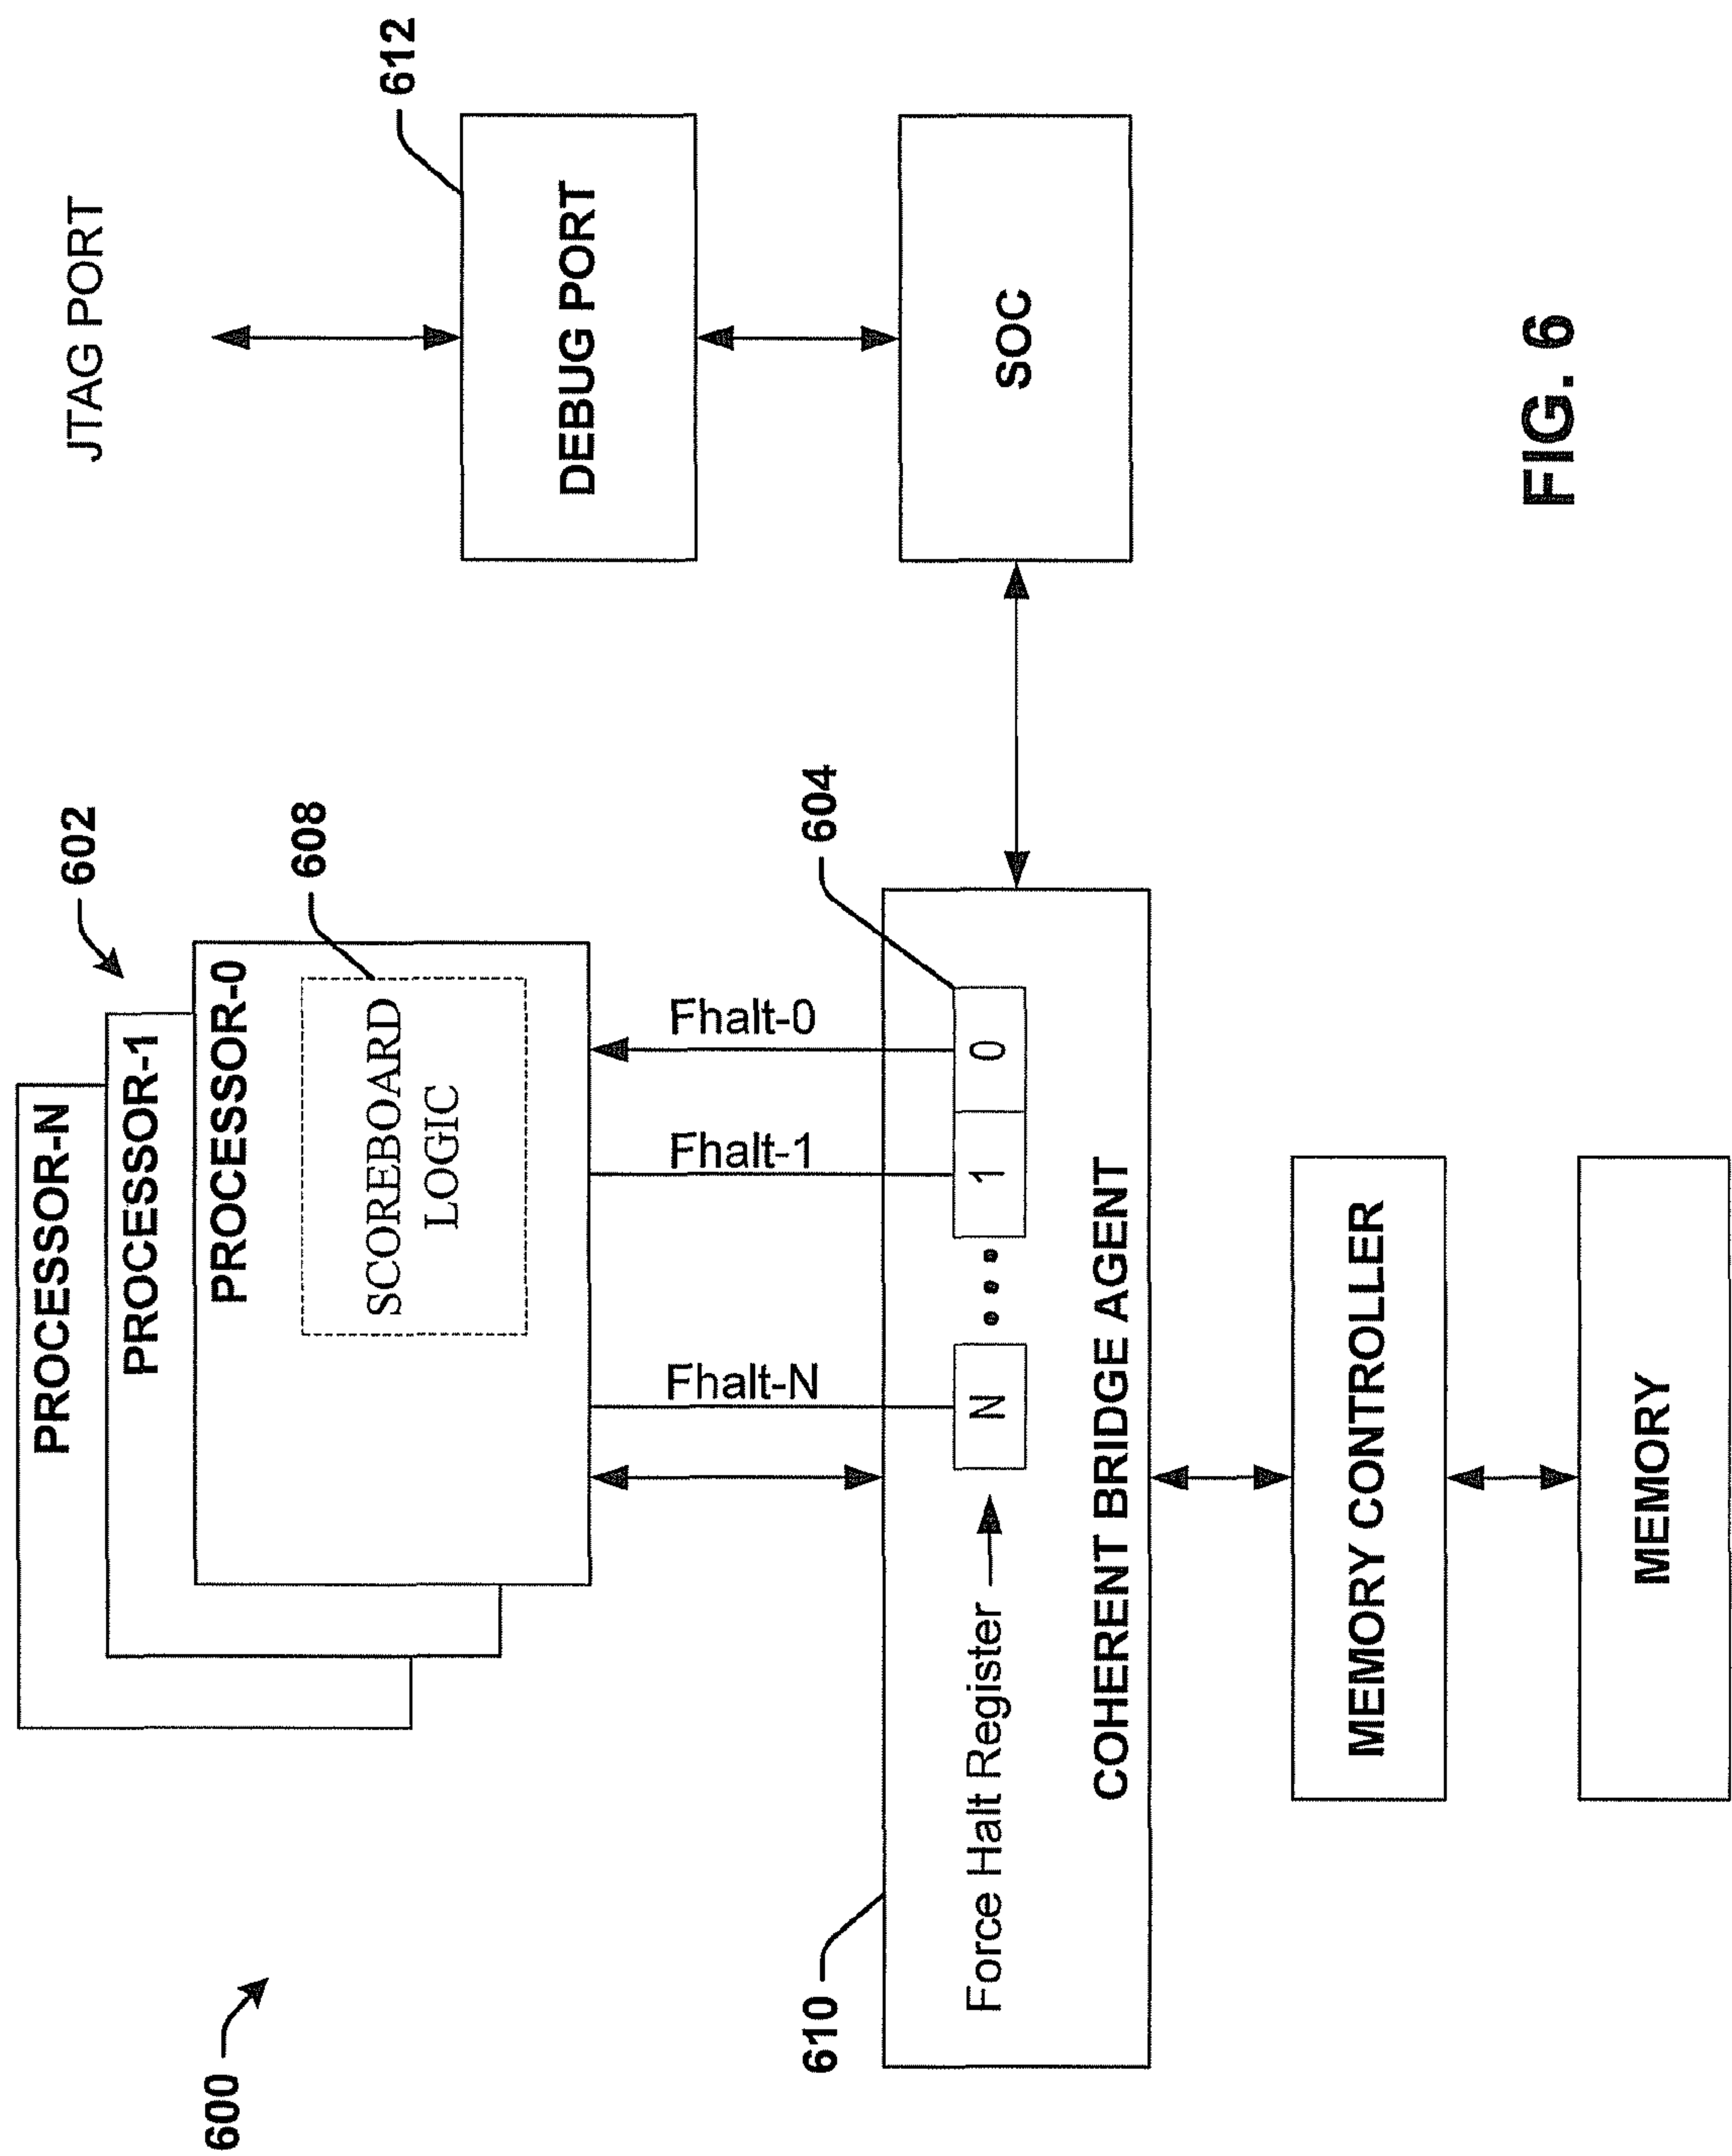 600
602
PROCESSOR-N
PROCESSOR-1
PROCESSOR-0
608
SCOREBOARD
LOGIC
JTAG PORT
612
DEBUG PORT
Fhalt-N
Fhalt-1
Fhalt-0
610
604
Force Halt Register
N
1
0
COHERENT BRIDGE AGENT
SOC
MEMORY CONTROLLER
MEMORY
FIG. 6